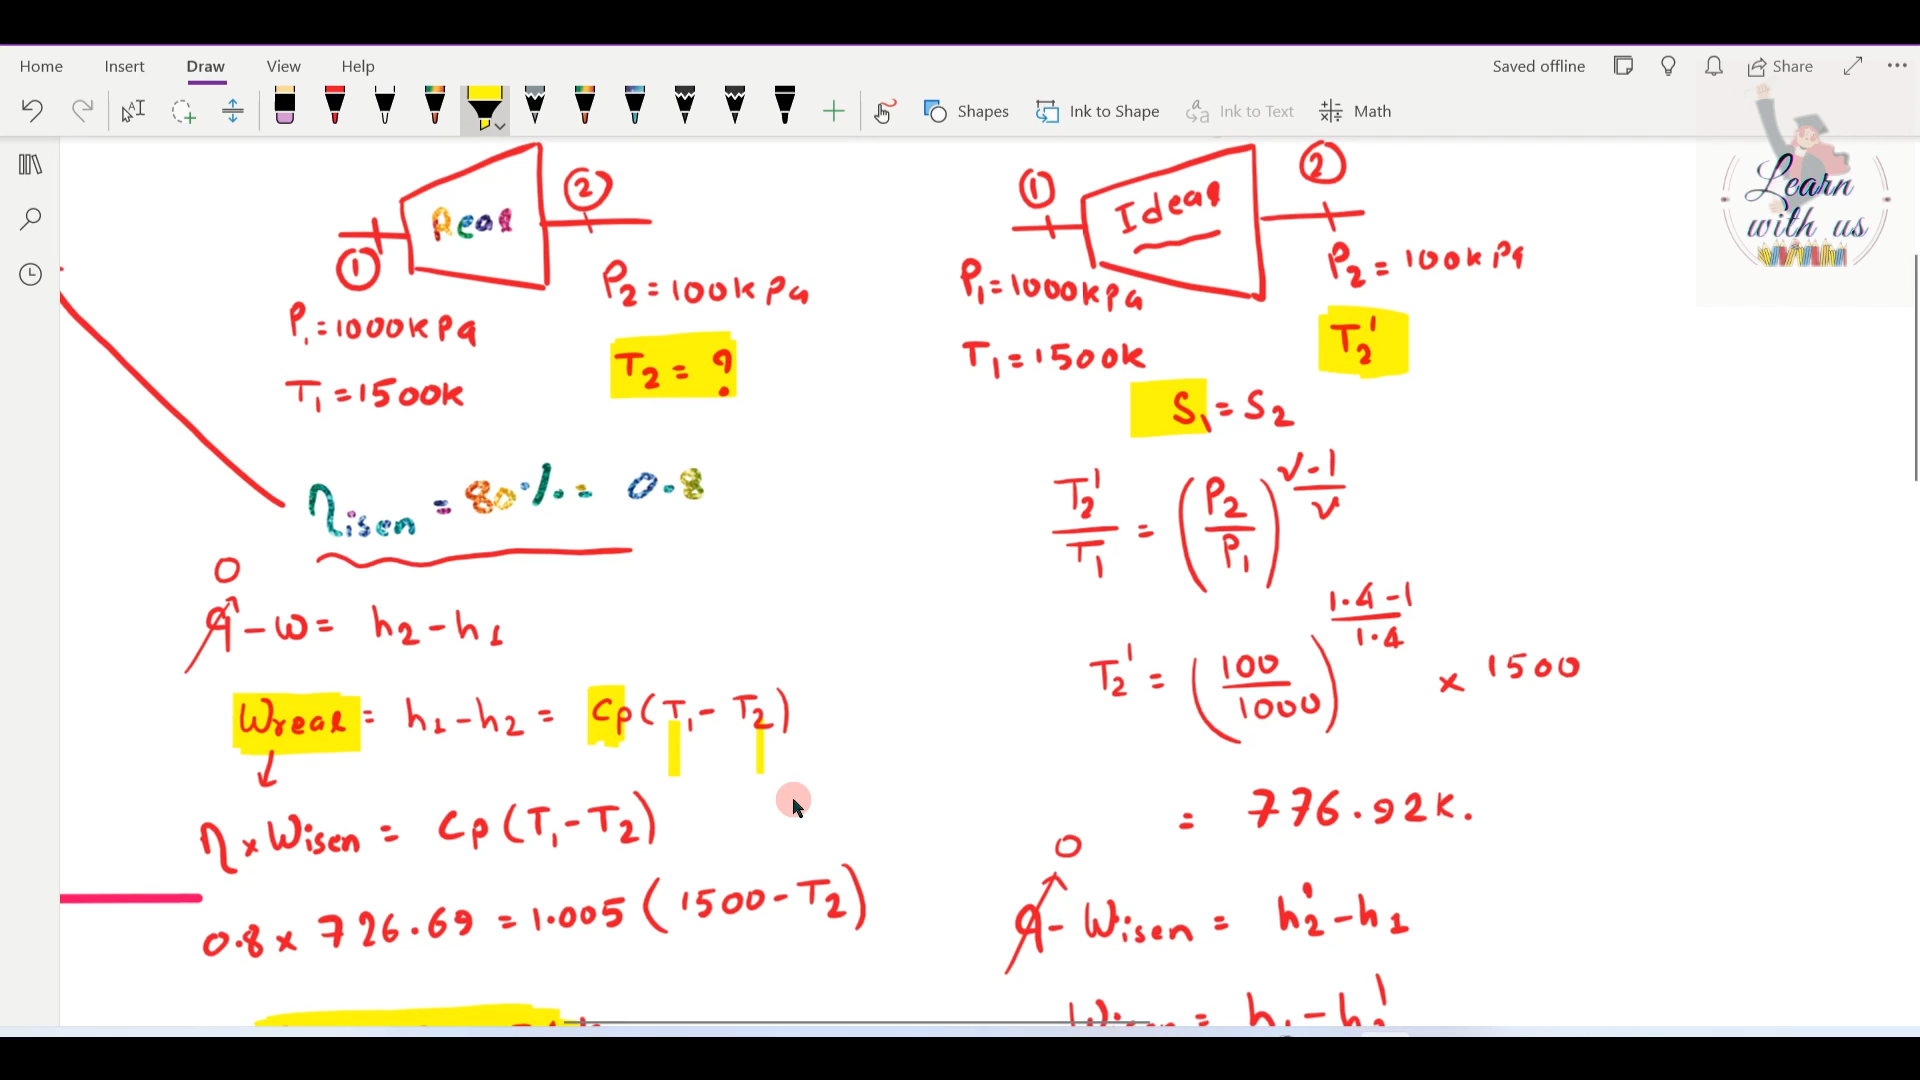 Home Insert Draw View Help Saved offline Share
Shapes Ink to Shape Ink to Text Math
Learn
with us
Real
①
②
P₁ = 1000kPa
T₁ = 1500K
P₂ = 100kPa
T₂ = ?
ηisen = 80% = 0.8
0
q - w = h₂ - h₁
Wreal = h₁ - h₂ = Cp(T₁ - T₂)
η × Wisen = Cp(T₁ - T₂)
0.8 × 726.69 = 1.005 (1500 - T₂)
Ideal
①
②
P₁ = 1000kPa
T₁ = 1500K
P₂ = 100kPa
T₂'
S₁ = S₂
T₂'/T₁ = (P₂/P₁)^((γ-1)/γ)
T₂' = (100/1000)^((1.4-1)/1.4) × 1500
= 776.92K.
0
q - Wisen = h₂' - h₁
Wisen = h₁ - h₂'